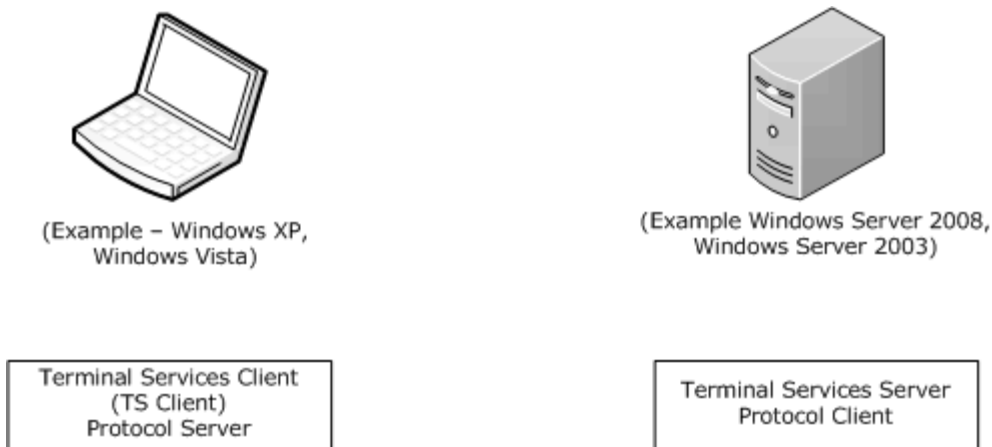 (Example – Windows XP,
Windows Vista)
(Example Windows Server 2008,
Windows Server 2003)
Terminal Services Client
(TS Client)
Protocol Server
Terminal Services Server
Protocol Client